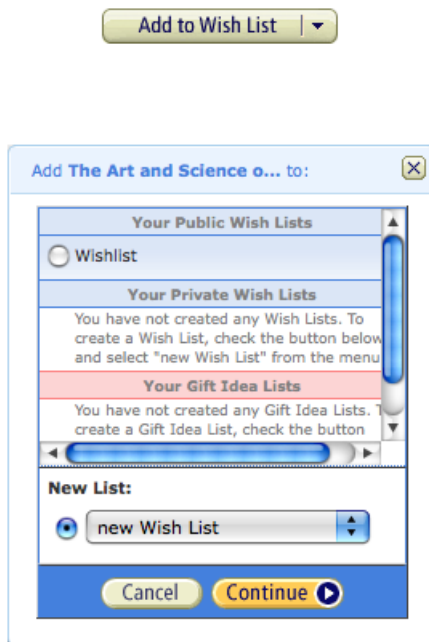 Add to Wish List
Add The Art and Science o... to:
Your Public Wish Lists
Wishlist
Your Private Wish Lists
You have not created any Wish Lists. To
create a Wish List, check the button below
and select "new Wish List" from the menu
Your Gift Idea Lists
You have not created any Gift Idea Lists.
create a Gift Idea List, check the button
New List:
new Wish List
Cancel
Continue